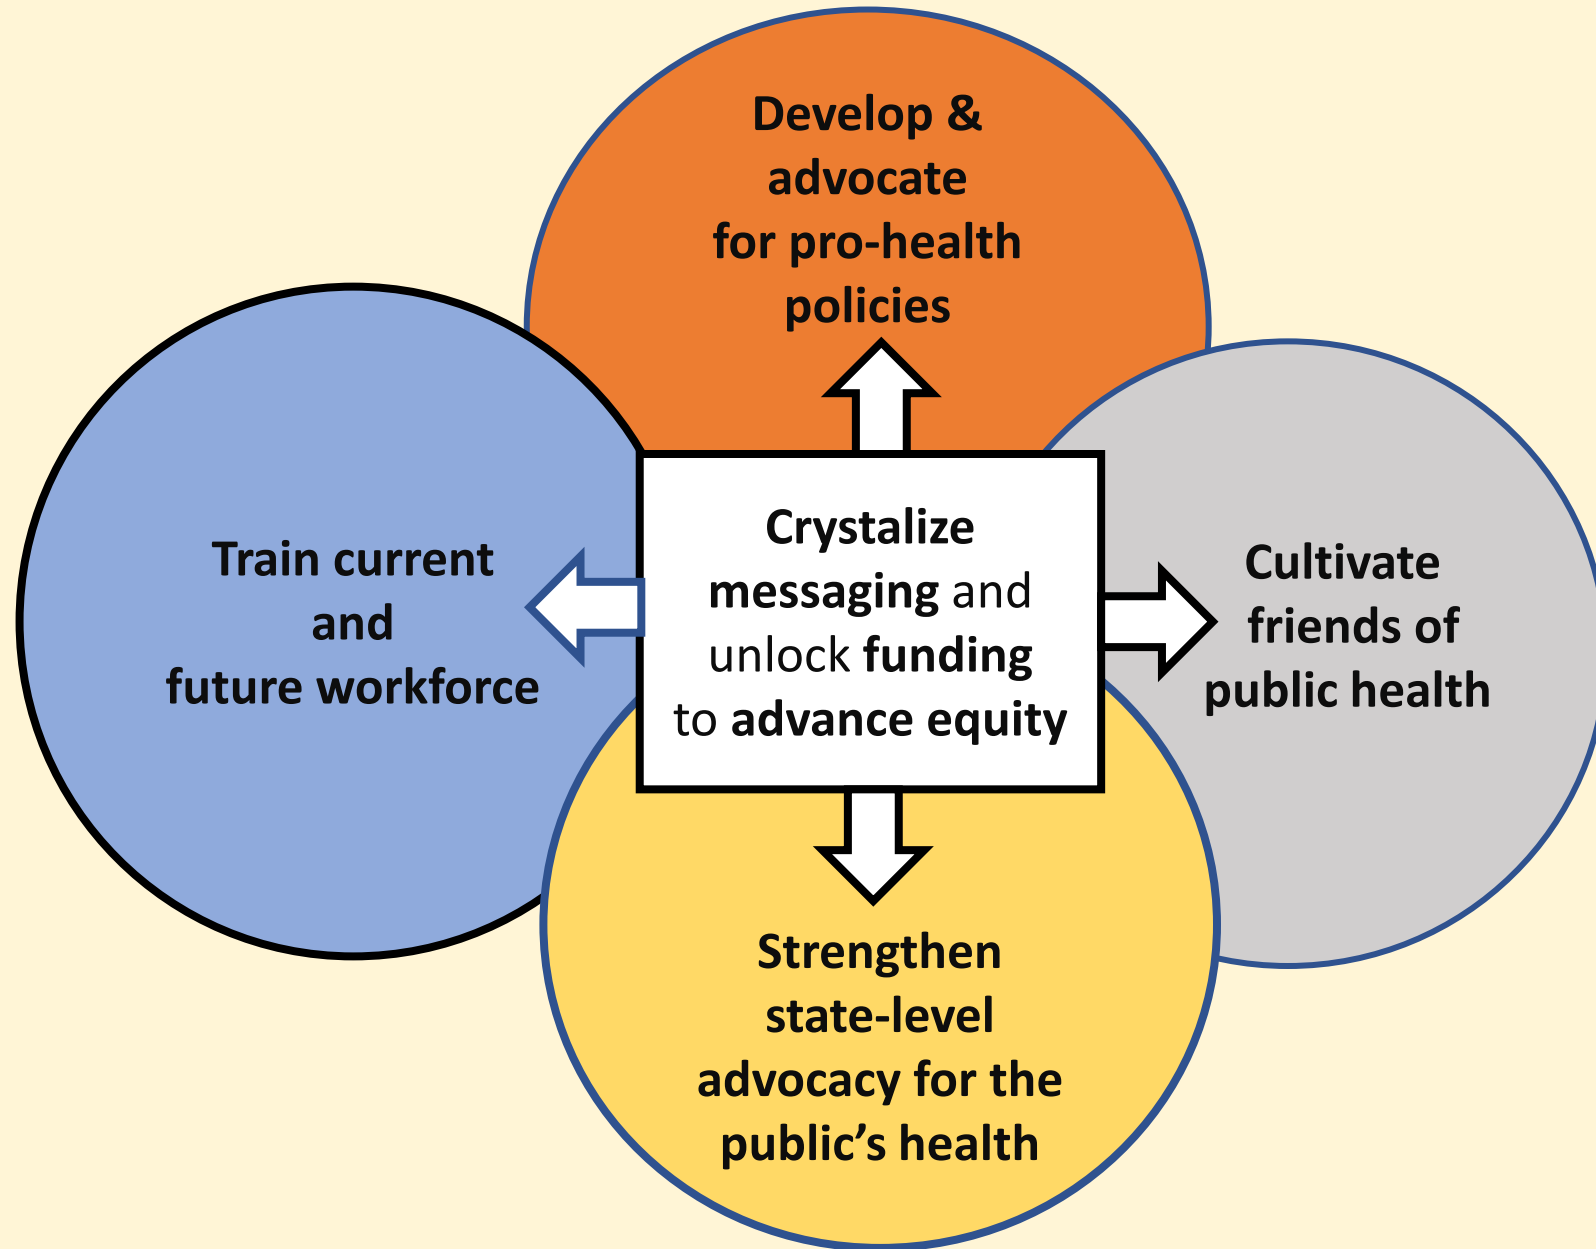 Develop &
advocate
for pro-health
policies
Train current
and
future workforce
Crystalize
messaging and
unlock funding
to advance equity
Cultivate
friends of
public health
Strengthen
state-level
advocacy for the
public’s health